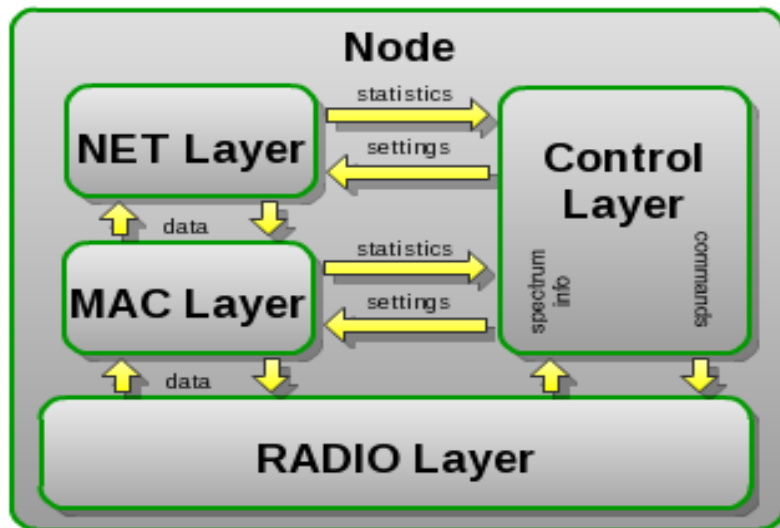 Node
statistics
NET Layer
settings
Control
Layer
data
statistics
MAC Layer
settings
spectrum
info
commands
data
RADIO Layer